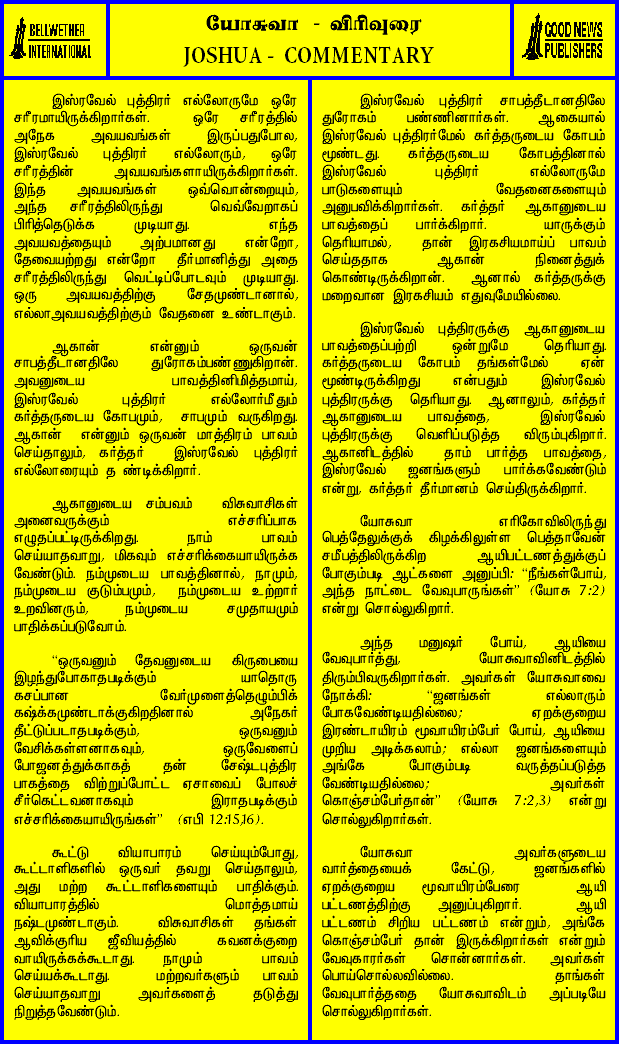 BELLWETHER
INTERNATIONAL
யோசுவா - விரிவுரை
JOSHUA - COMMENTARY
GOOD NEWS
PUBLISHERS
இஸ்ரவேல் புத்திரர் எல்லோருமே ஒரே
சரீரமாயிருக்கிறார்கள். ஒரே சரீரத்தில்
அநேக அவயவங்கள் இருப்பதுபோல,
இஸ்ரவேல் புத்திரர் எல்லோரும், ஒரே
சரீரத்தின் அவயவங்களாயிருக்கிறார்கள்.
இந்த அவயவங்கள் ஒவ்வொன்றையும்,
அந்த சரீரத்திலிருந்து வெவ்வேறாகப்
பிரித்தெடுக்க முடியாது. எந்த
அவயவத்தையும் அற்பமானது என்றோ,
தேவையற்றது என்றோ தீர்மானித்து அதை
சரீரத்திலிருந்து வெட்டிப்போடவும் முடியாது.
ஒரு அவயவத்திற்கு சேதமுண்டானால்,
எல்லாஅவயவத்திற்கும் வேதனை உண்டாகும்.
ஆகான் என்னும் ஒருவன்
சாபத்தீடானதிலே துரோகம்பண்ணுகிறான்.
அவனுடைய பாவத்தினிமித்தமாய்,
இஸ்ரவேல் புத்திரர் எல்லோர்மீதும்
கர்த்தருடைய கோபமும், சாபமும் வருகிறது.
ஆகான் என்னும் ஒருவன் மாத்திரம் பாவம்
செய்தாலும், கர்த்தர் இஸ்ரவேல் புத்திரர்
எல்லோரையும் த ண்டிக்கிறார்.
ஆகானுடைய சம்பவம் விசுவாசிகள்
அனைவருக்கும் எச்சரிப்பாக
எழுதப்பட்டிருக்கிறது. நாம் பாவம்
செய்யாதவாறு, மிகவும் எச்சரிக்கையாயிருக்க
வேண்டும். நம்முடைய பாவத்தினால், நாமும்,
நம்முடைய குடும்பமும், நம்முடைய உற்றார்
உறவினரும், நம்முடைய சமுதாயமும்
பாதிக்கப்படுவோம்.
“ஒருவனும் தேவனுடைய கிருபையை
இழந்துபோகாதபடிக்கும் யாதொரு
கசப்பான வேர்முளைத்தெழும்பிக்
கஷ்க்கமுண்டாக்குகிறதினால் அநேகர்
தீட்டுப்படாதபடிக்கும், ஒருவனும்
வேசிக்கள்ளனாகவும், ஒருவேளைப்
போஜனத்துக்காகத் தன் சேஷ்டபுத்திர
பாகத்தை விற்றுப்போட்ட ஏசாவைப் போலச்
சீர்கெட்டவனாகவும் இராதபடிக்கும்
எச்சரிக்கையாயிருங்கள்” (எபி 12:15,16).
கூட்டு வியாபாரம் செய்யும்போது,
கூட்டாளிகளில் ஒருவர் தவறு செய்தாலும்,
அது மற்ற கூட்டாளிகளையும் பாதிக்கும்.
வியாபாரத்தில் மொத்தமாய்
நஷ்டமுண்டாகும். விசுவாசிகள் தங்கள்
ஆவிக்குரிய ஜீவியத்தில் கவனக்குறை
வாயிருக்கக்கூடாது. நாமும் பாவம்
செய்யக்கூடாது. மற்றவர்களும் பாவம்
செய்யாதவாறு அவர்களைத் தடுத்து
நிறுத்தவேண்டும்.
இஸ்ரவேல் புத்திரர் சாபத்தீடானதிலே
துரோகம் பண்ணினார்கள். ஆகையால்
இஸ்ரவேல் புத்திரர்மேல் கர்த்தருடைய கோபம்
மூண்டது. கர்த்தருடைய கோபத்தினால்
இஸ்ரவேல் புத்திரர் எல்லோருமே
பாடுகளையும் வேதனைகளையும்
அனுபவிக்கிறார்கள். கர்த்தர் ஆகானுடைய
பாவத்தைப் பார்க்கிறார். யாருக்கும்
தெரியாமல், தான் இரகசியமாய்ப் பாவம்
செய்ததாக ஆகான் நினைத்துக்
கொண்டிருக்கிறான். ஆனால் கர்த்தருக்கு
மறைவான இரகசியம் எதுவுமேயில்லை.
இஸ்ரவேல் புத்திரருக்கு ஆகானுடைய
பாவத்தைப்பற்றி ஒன்றுமே தெரியாது.
கர்த்தருடைய கோபம் தங்கள்மேல் ஏன்
மூண்டிருக்கிறது என்பதும் இஸ்ரவேல்
புத்திரருக்கு தெரியாது. ஆனாலும், கர்த்தர்
ஆகானுடைய பாவத்தை, இஸ்ரவேல்
புத்திரருக்கு வெளிப்படுத்த விரும்புகிறார்.
ஆகானிடத்தில் தாம் பார்த்த பாவத்தை,
இஸ்ரவேல் ஜனங்களும் பார்க்கவேண்டும்
என்று, கர்த்தர் தீர்மானம் செய்திருக்கிறார்.
யோசுவா எரிகோவிலிருந்து
பெத்தேலுக்குக் கிழக்கிலுள்ள பெத்தாவேன்
சமீபத்திலிருக்கிற ஆயிபட்டணத்துக்குப்
போகும்படி ஆட்களை அனுப்பி: “நீங்கள்போய்,
அந்த நாட்டை வேவுபாருங்கள்” (யோசு 7:2)
என்று சொல்லுகிறார்.
அந்த மனுஷர் போய், ஆயியை
வேவுபார்த்து, யோசுவாவினிடத்தில்
திரும்பிவருகிறார்கள். அவர்கள் யோசுவாவை
நோக்கி: “ஜனங்கள் எல்லாரும்
போகவேண்டியதில்லை; ஏறக்குறைய
இரண்டாயிரம் மூவாயிரம்பேர் போய், ஆயியை
முறிய அடிக்கலாம்; எல்லா ஜனங்களையும்
அங்கே போகும்படி வருத்தப்படுத்த
வேண்டியதில்லை; அவர்கள்
கொஞ்சம்பேர்தான்” (யோசு 7:2,3) என்று
சொல்லுகிறார்கள்.
யோசுவா அவர்களுடைய
வார்த்தையைக் கேட்டு, ஜனங்களில்
ஏறக்குறைய மூவாயிரம்பேரை ஆயி
பட்டணத்திற்கு அனுப்புகிறார். ஆயி
பட்டணம் சிறிய பட்டணம் என்றும், அங்கே
கொஞ்சம்பேர் தான் இருக்கிறார்கள் என்றும்
வேவுகாரர்கள் சொன்னார்கள். அவர்கள்
பொய்சொல்லவில்லை. தாங்கள்
வேவுபார்த்ததை யோசுவாவிடம் அப்படியே
சொல்லுகிறார்கள்.